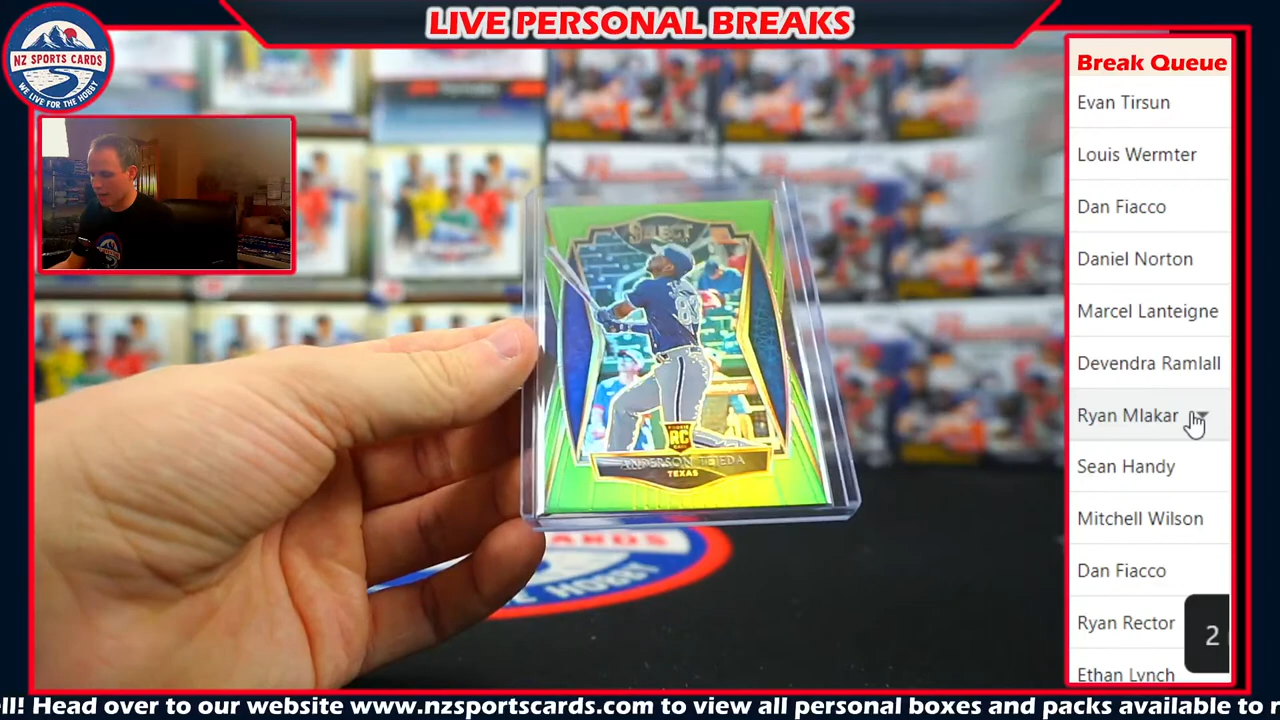 LIVE PERSONAL BREAKS
NZ SPORTS CARDS
WE LIVE FOR THE HOBBY
Break Queue
Evan Tirsun
Louis Wermter
Dan Fiacco
Daniel Norton
Marcel Lanteigne
Devendra Ramlall
Ryan Mlakar
Sean Handy
Mitchell Wilson
Dan Fiacco
Ryan Rector
Ethan Lynch
2
SELECT
RC
ANDERSON TEJEDA
TEXAS
CARDS
HOBBY
ll! Head over to our website www.nzsportscards.com to view all personal boxes and packs available to r